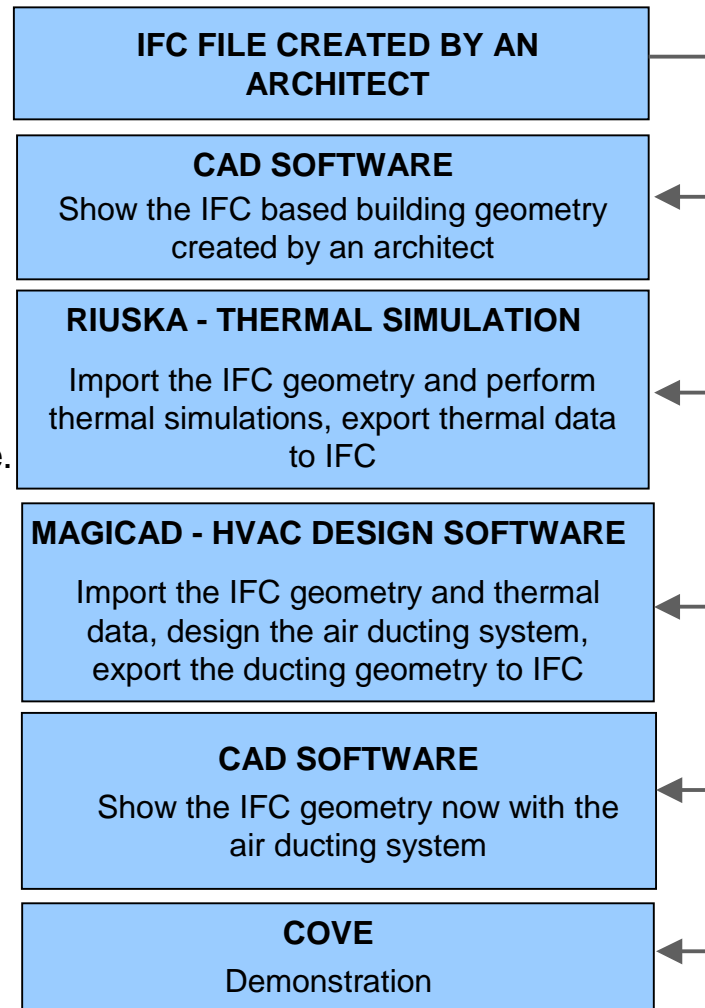 IFC FILE CREATED BY AN
ARCHITECT
CAD SOFTWARE
Show the IFC based building geometry
created by an architect
RIUSKA - THERMAL SIMULATION
Import the IFC geometry and perform
thermal simulations, export thermal data
to IFC
MAGICAD - HVAC DESIGN SOFTWARE
Import the IFC geometry and thermal
data, design the air ducting system,
export the ducting geometry to IFC
CAD SOFTWARE
Show the IFC geometry now with the
air ducting system
COVE
Demonstration